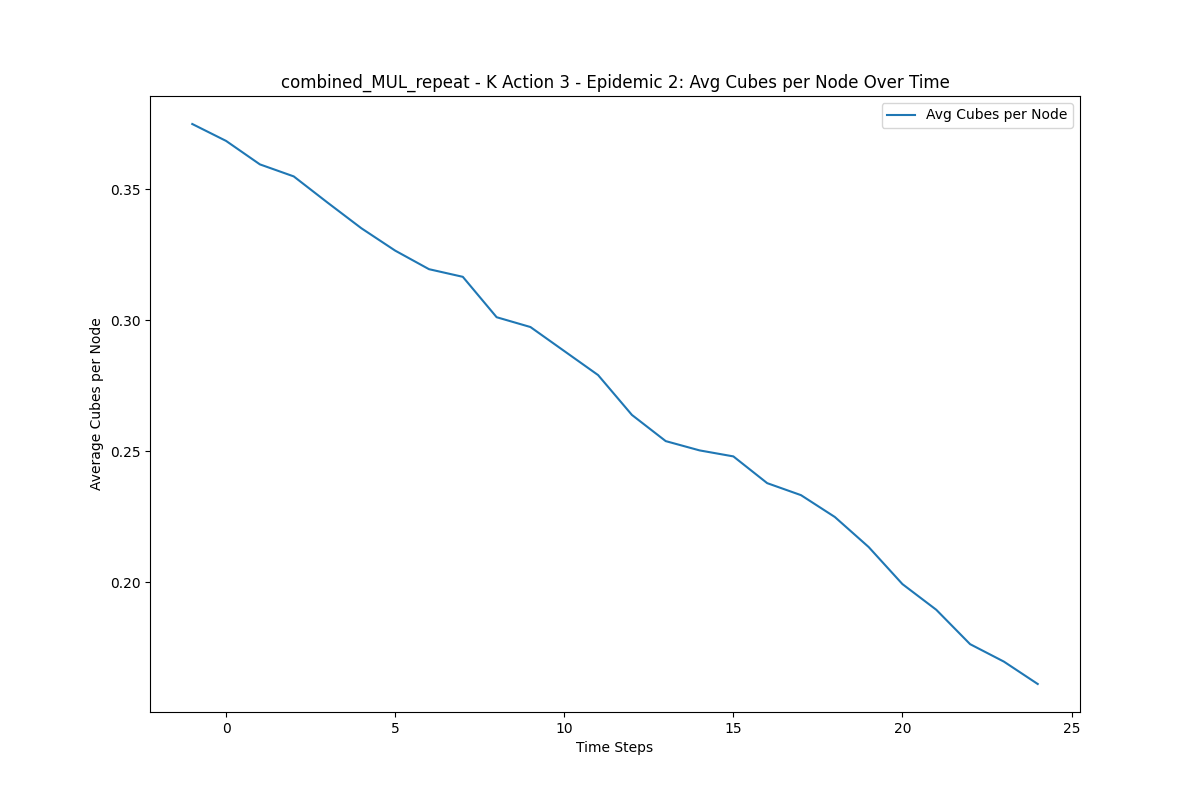 combined_MUL_repeat - K Action 3 - Epidemic 2: Avg Cubes per Node Over Time
Avg Cubes per Node
0.35
0.30
0.25
0.20
Average Cubes per Node
0 5 10 15 20 25
Time Steps